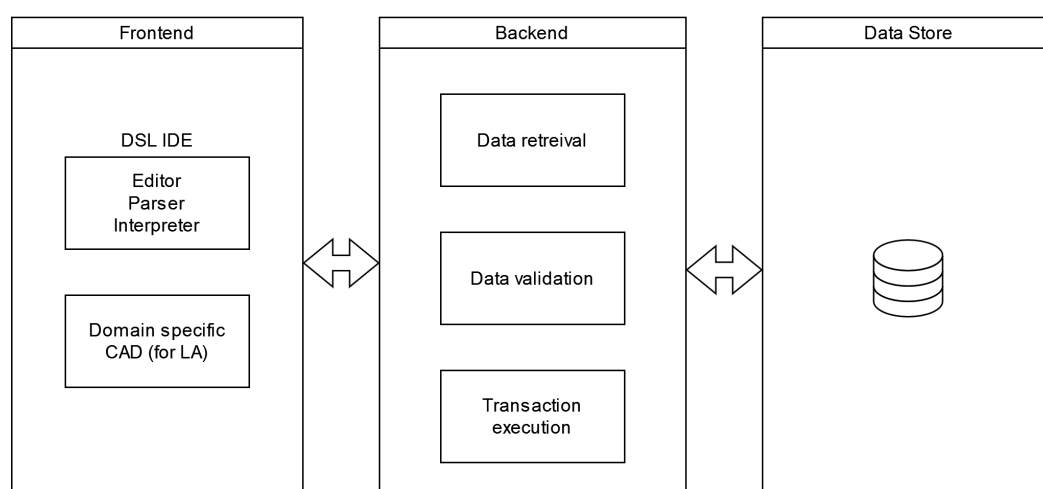 Frontend
DSL IDE
Editor
Parser
Interpreter
Domain specific
CAD (for LA)
Backend
Data retreival
Data validation
Transaction
execution
Data Store